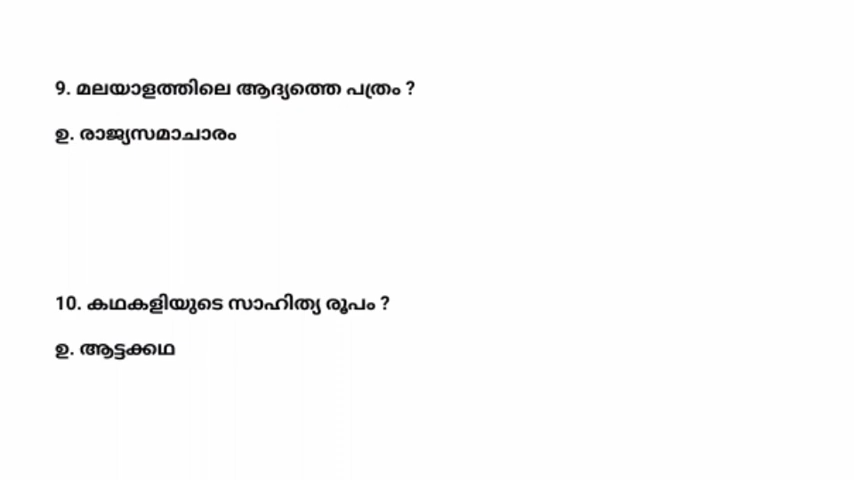 9. മലയാളത്തിലെ ആദ്യത്തെ പത്രം ?
ഉ. രാജ്യസമാചാരം
10. കഥകളിയുടെ സാഹിത്യ രൂപം ?
ഉ. ആട്ടക്കഥ